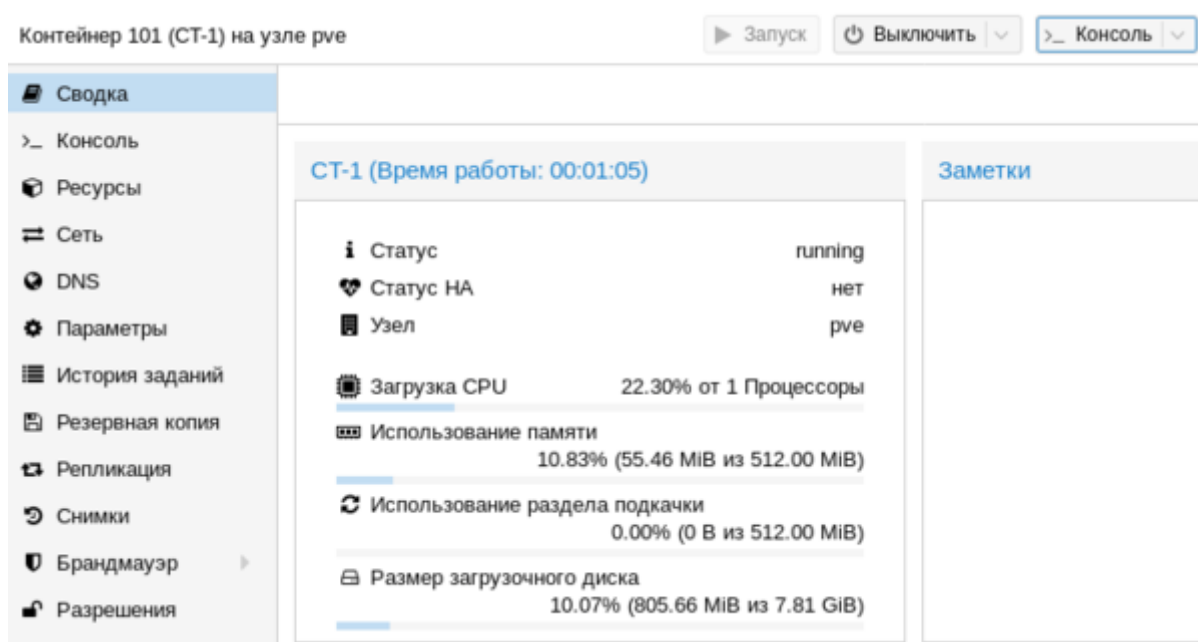 Контейнер 101 (CT-1) на узле pve
Запуск
Выключить
>_ Консоль
Сводка
>_ Консоль
Ресурсы
Сеть
DNS
Параметры
История заданий
Резервная копия
Репликация
Снимки
Брандмауэр
Разрешения
CT-1 (Время работы: 00:01:05)
Статус running
Статус HA нет
Узел pve
Загрузка CPU 22.30% от 1 Процессоры
Использование памяти
10.83% (55.46 MiB из 512.00 MiB)
Использование раздела подкачки
0.00% (0 B из 512.00 MiB)
Размер загрузочного диска
10.07% (805.66 MiB из 7.81 GiB)
Заметки